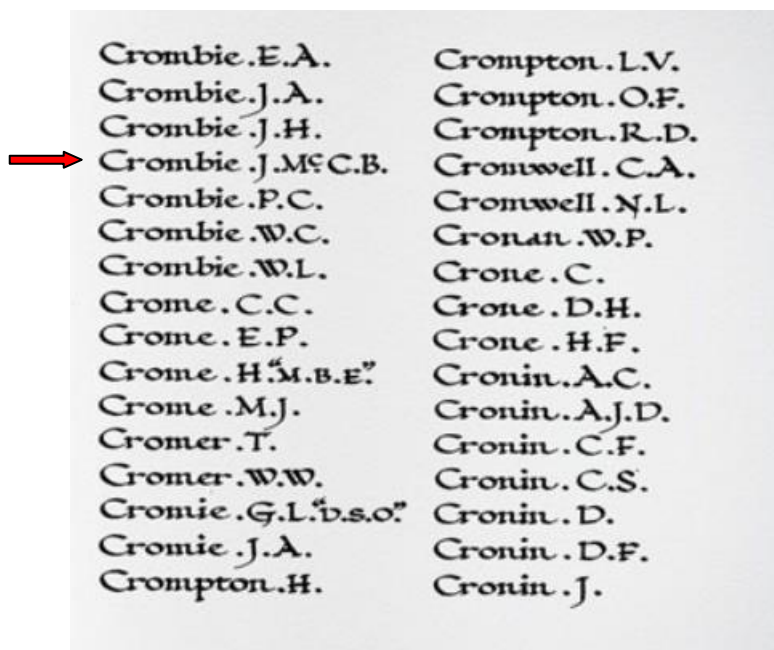 Crombie.E.A.
Crombie.J.A.
Crombie.J.H.
Crombie.J.Mc C.B.
Crombie.P.C.
Crombie.W.C.
Crombie.W.L.
Crome.C.C.
Crome.E.P.
Crome.H."M.B.E."
Crome.M.J.
Cromer.T.
Cromer.W.W.
Cromie.G.L."D.S.O."
Cromie.J.A.
Crompton.H.
Crompton.L.V.
Crompton.O.F.
Crompton.R.D.
Cromwell.C.A.
Cromwell.N.L.
Cronan.W.P.
Crone.C.
Crone.D.H.
Crone.H.F.
Cronin.A.C.
Cronin.A.J.D.
Cronin.C.F.
Cronin.C.S.
Cronin.D.
Cronin.D.F.
Cronin.J.